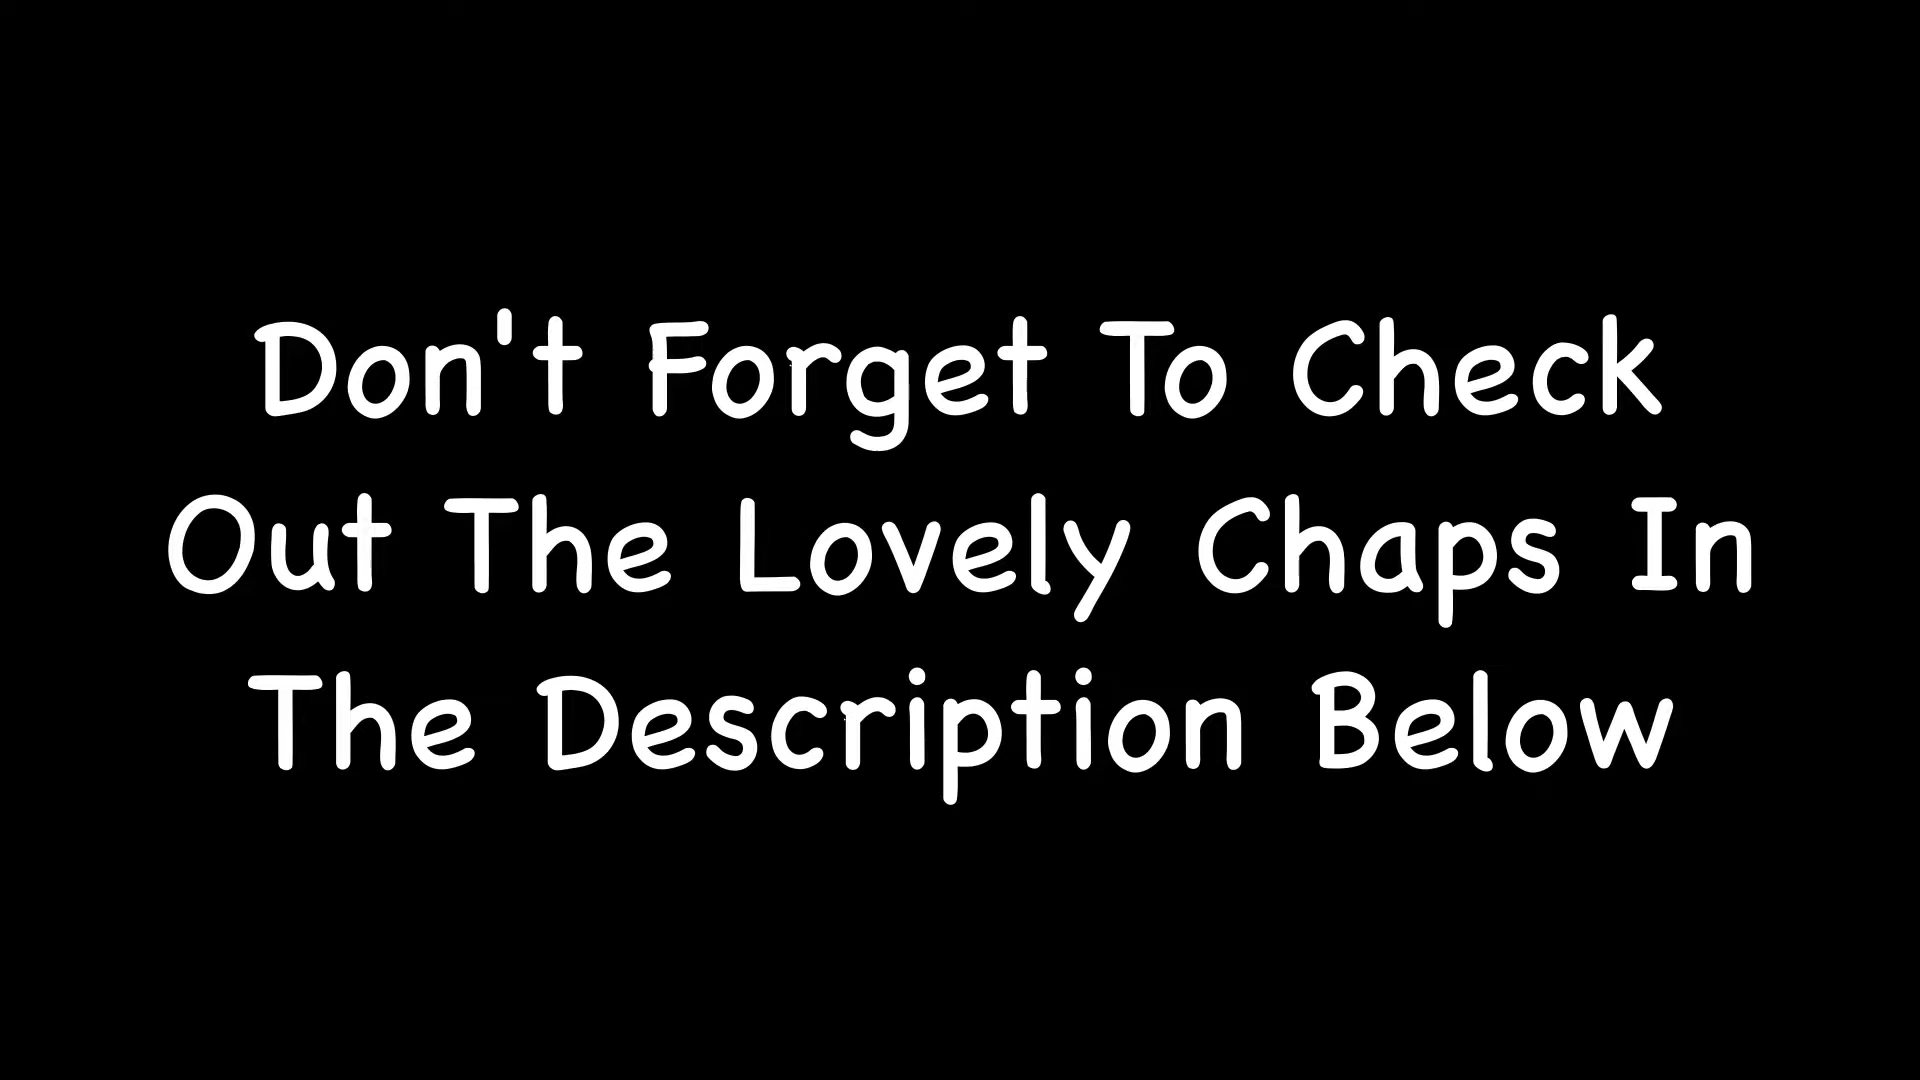 Don't Forget To Check
Out The Lovely Chaps In
The Description Below